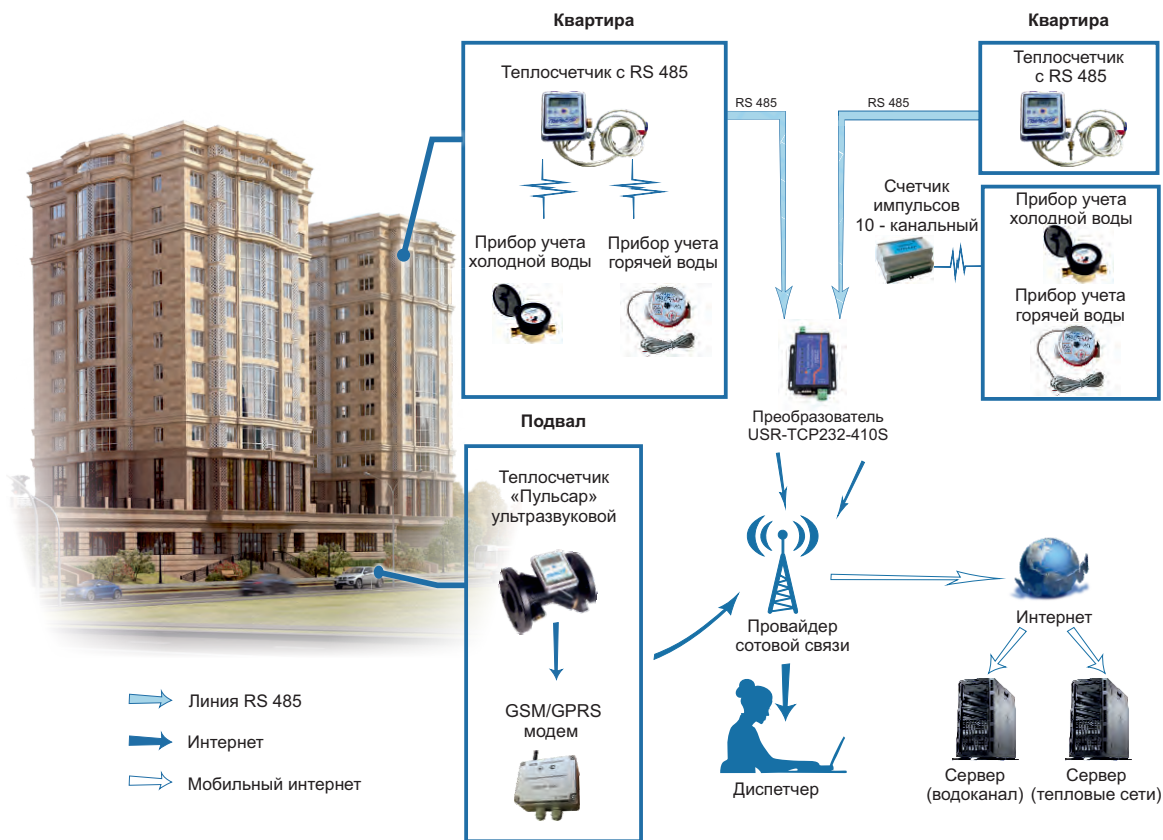 Квартира
Теплосчетчик с RS 485
Прибор учета
холодной воды
Прибор учета
горячей воды
RS 485
RS 485
Квартира
Теплосчетчик
с RS 485
Счетчик
импульсов
10 - канальный
Прибор учета
холодной воды
Прибор учета
горячей воды
Преобразователь
USR-TCP232-410S
Подвал
Теплосчетчик
«Пульсар»
ультразвуковой
GSM/GPRS
модем
Провайдер
сотовой связи
Интернет
Диспетчер
Сервер
(водоканал)
Сервер
(тепловые сети)
Линия RS 485
Интернет
Мобильный интернет